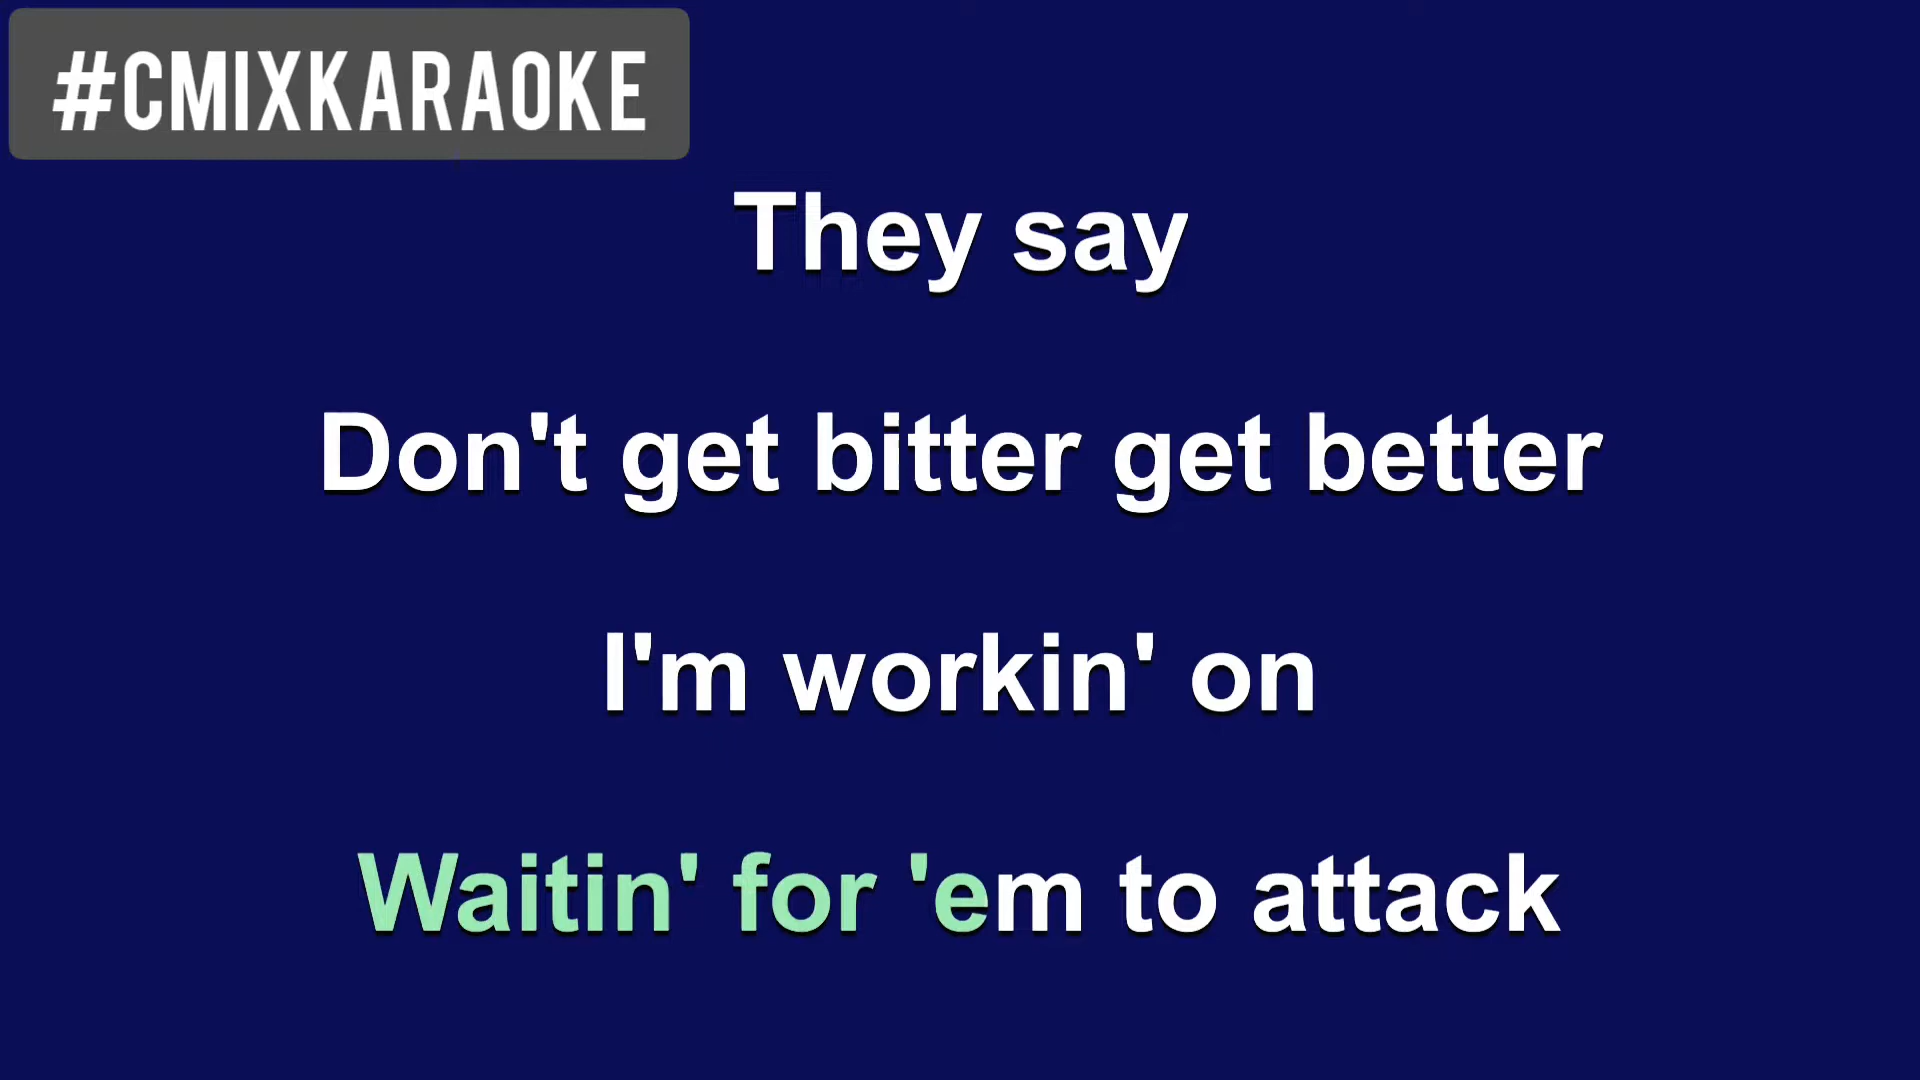 #CMIXKARAOKE
They say
Don't get bitter get better
I'm workin' on
Waitin' for 'em to attack